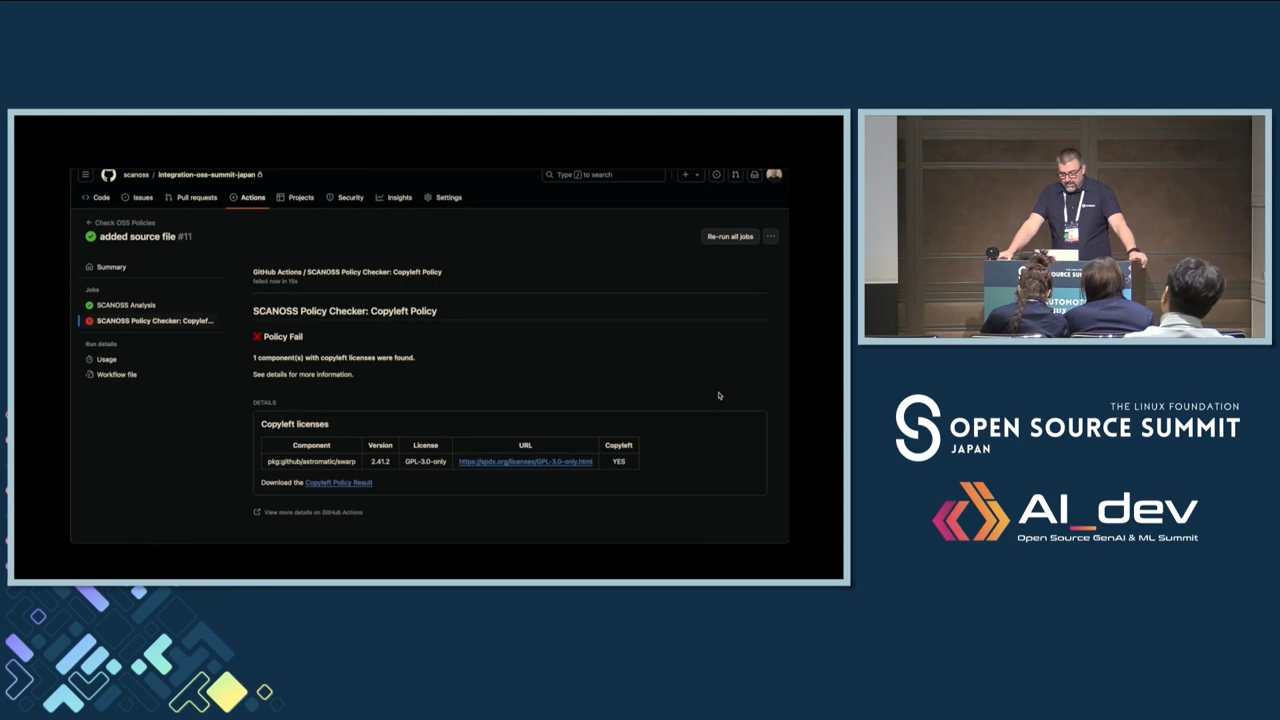 scanoss / integration-oss-summit-japan
Type / to search
Code Issues Pull requests Actions Projects Security Insights Settings
Check OSS Policies
added source file #11
Re-run all jobs
Summary
Jobs
SCANOSS Analysis
SCANOSS Policy Checker: Copylef...
Run details
Usage
Workflow file
GitHub Actions / SCANOSS Policy Checker: Copyleft Policy
failed now in 15s
SCANOSS Policy Checker: Copyleft Policy
Policy Fail
1 component(s) with copyleft licenses were found.
See details for more information.
DETAILS
Copyleft licenses
Component Version License URL Copyleft
pkg:github/astromatic/swarp 2.41.2 GPL-3.0-only https://spdx.org/licenses/GPL-3.0-only.html YES
Download the Copyleft Policy Result
View more details on GitHub Actions
THE LINUX FOUNDATION
OPEN SOURCE SUMMIT
JAPAN
AI_dev
Open Source GenAI & ML Summit